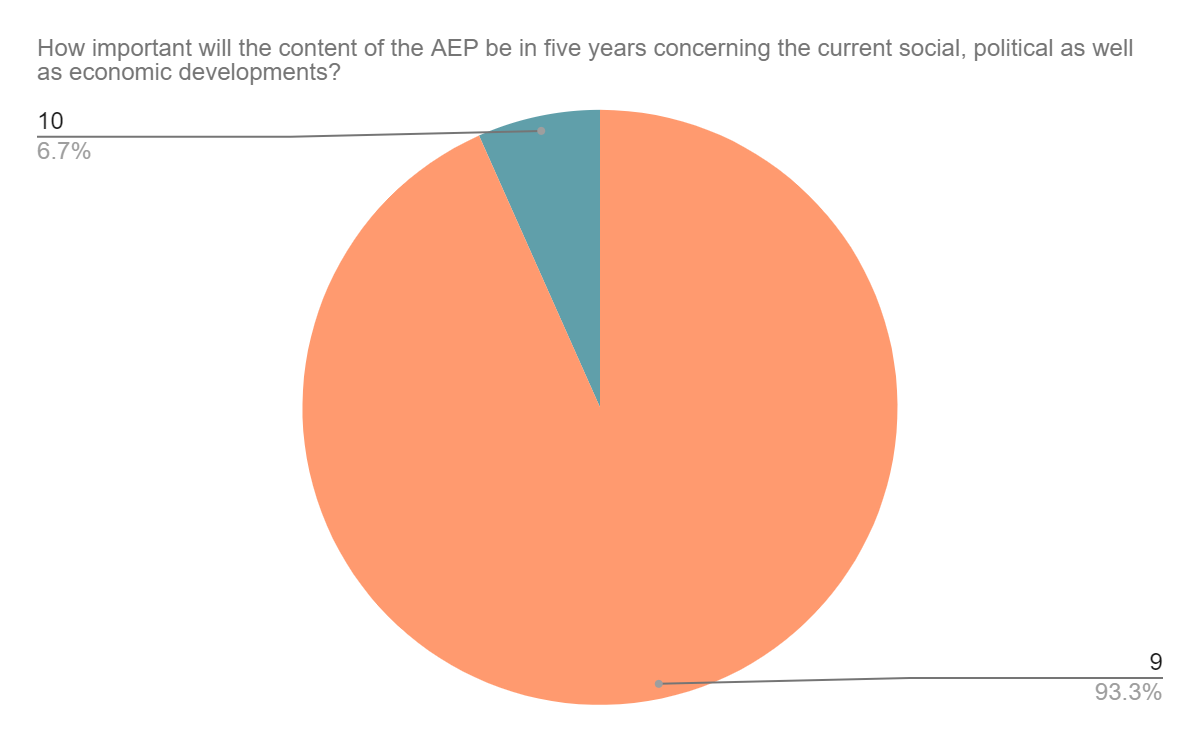 How important will the content of the AEP be in five years concerning the current social, political as well
as economic developments?
10
6.7%
9
93.3%